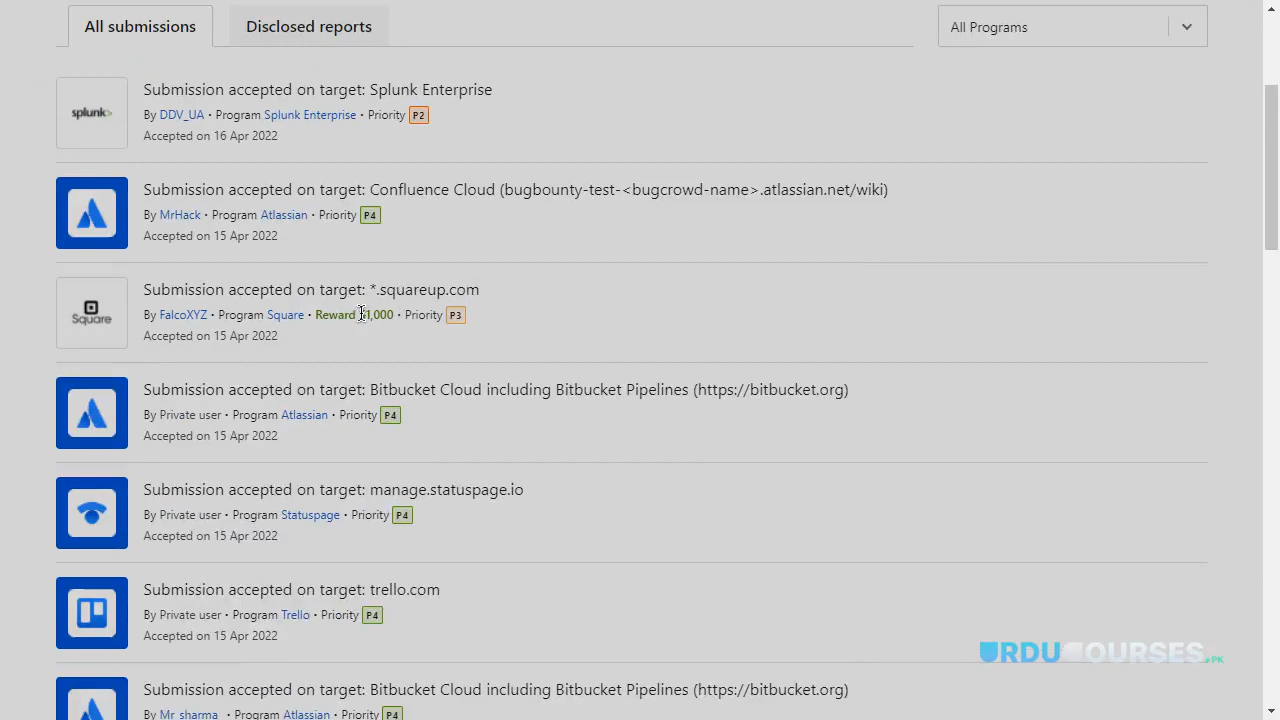 All submissions
Disclosed reports
All Programs
splunk>
Submission accepted on target: Splunk Enterprise
By DDV_UA • Program Splunk Enterprise • Priority P2
Accepted on 16 Apr 2022
Submission accepted on target: Confluence Cloud (bugbounty-test-<bugcrowd-name>.atlassian.net/wiki)
By MrHack • Program Atlassian • Priority P4
Accepted on 15 Apr 2022
Square
Submission accepted on target: *.squareup.com
By FalcoXYZ • Program Square • Reward $1,000 • Priority P3
Accepted on 15 Apr 2022
Submission accepted on target: Bitbucket Cloud including Bitbucket Pipelines (https://bitbucket.org)
By Private user • Program Atlassian • Priority P4
Accepted on 15 Apr 2022
Submission accepted on target: manage.statuspage.io
By Private user • Program Statuspage • Priority P4
Accepted on 15 Apr 2022
Submission accepted on target: trello.com
By Private user • Program Trello • Priority P4
Accepted on 15 Apr 2022
URDUCOURSES.PK
Submission accepted on target: Bitbucket Cloud including Bitbucket Pipelines (https://bitbucket.org)
By Mr_sharma_ • Program Atlassian • Priority P4